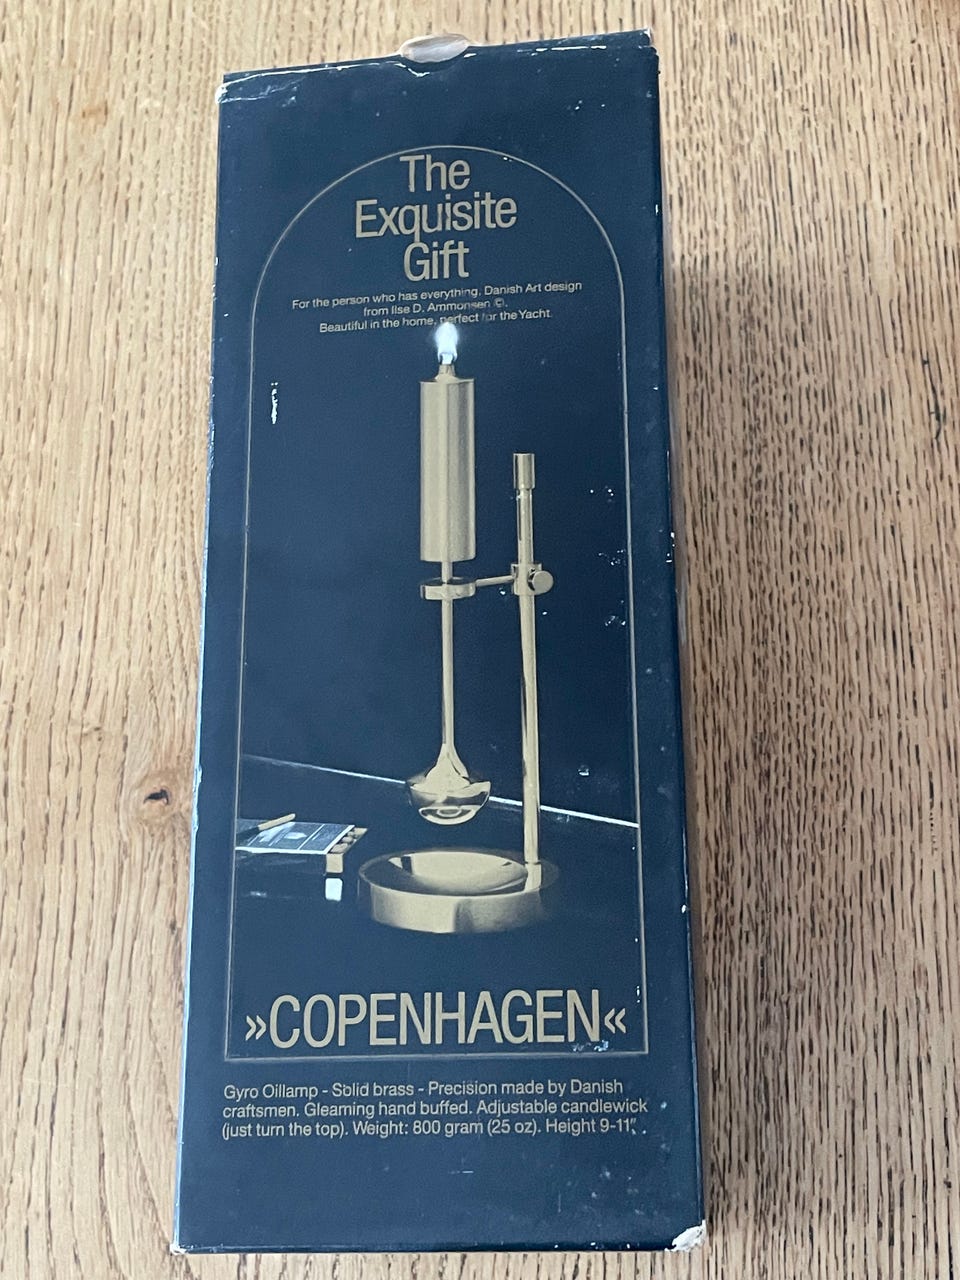 The
Exquisite
Gift
For the person who has everything. Danish Art design
from Ilse D. Ammonsen ©.
Beautiful in the home, perfect for the Yacht.
»COPENHAGEN«
Gyro Oillamp - Solid brass - Precision made by Danish
craftsmen. Gleaming hand buffed. Adjustable candlewick
(just turn the top). Weight: 800 gram (25 oz). Height 9-11".